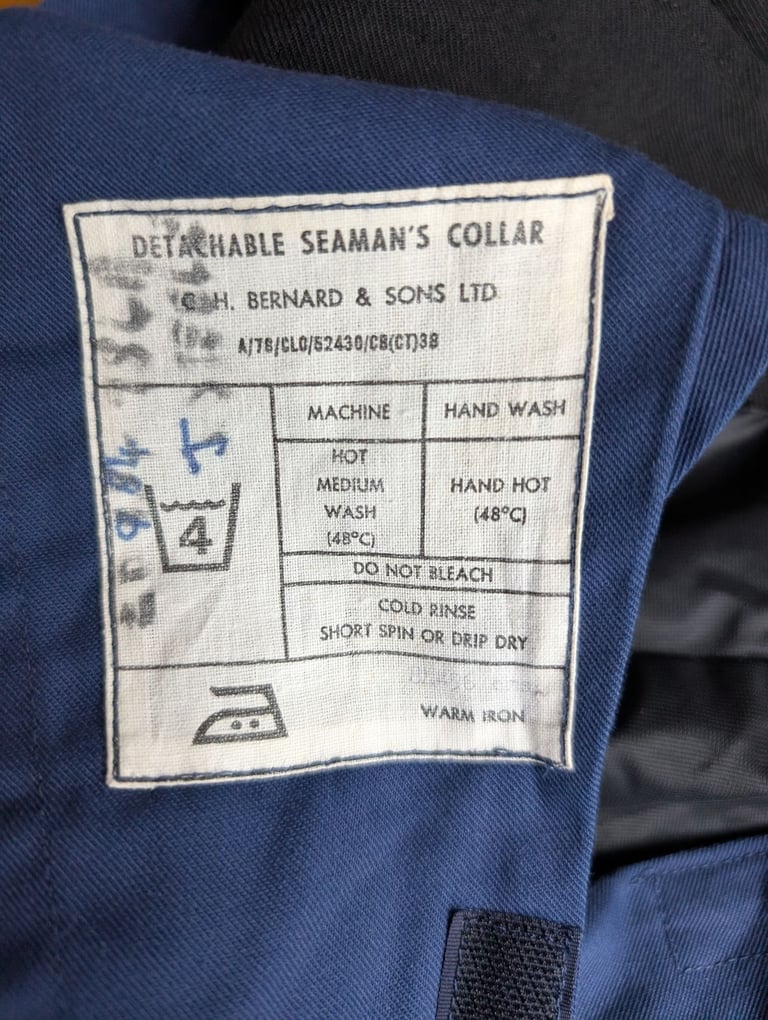 DETACHABLE SEAMAN'S COLLAR
C. H. BERNARD & SONS LTD
A/78/CLO/52430/CB(CT)38
MACHINE
HAND WASH
HOT
MEDIUM
WASH
(48°C)
HAND HOT
(48°C)
4
DO NOT BLEACH
COLD RINSE
SHORT SPIN OR DRIP DRY
WARM IRON